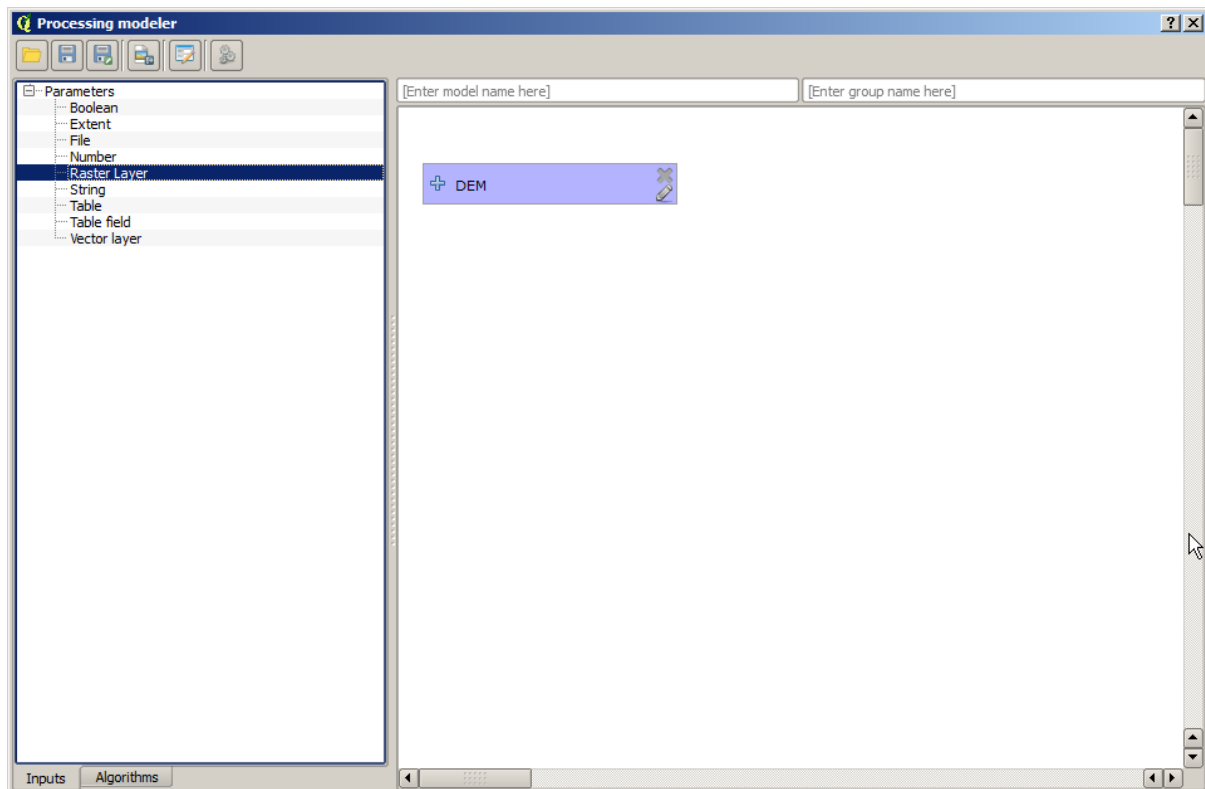 Processing modeler
Parameters
Boolean
Extent
File
Number
Raster Layer
String
Table
Table field
Vector layer
Inputs
Algorithms
[Enter model name here]
[Enter group name here]
DEM